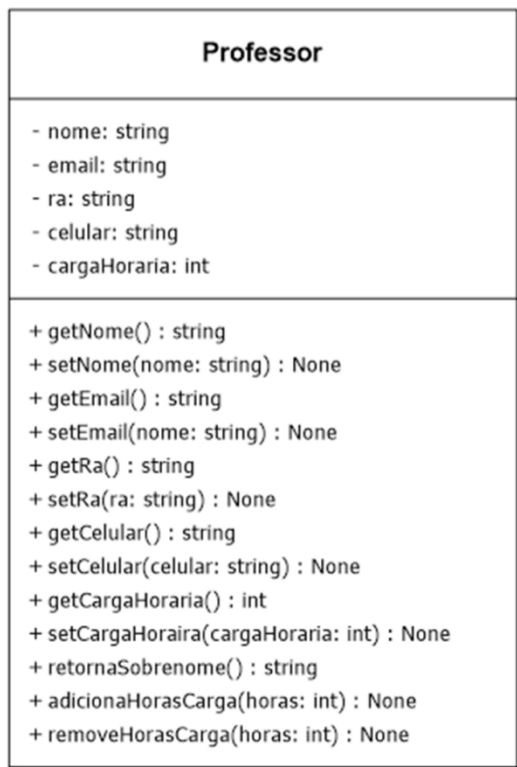 Professor
- nome: string
- email: string
- ra: string
- celular: string
- cargaHoraria: int
+ getNome() : string
+ setNome(nome: string) : None
+ getEmail() : string
+ setEmail(nome: string) : None
+ getRa() : string
+ setRa(ra: string) : None
+ getCelular() : string
+ setCelular(celular: string) : None
+ getCargaHoraria() : int
+ setCargaHoraira(cargaHoraria: int) : None
+ retornaSobrenome() : string
+ adicionaHorasCarga(horas: int) : None
+ removeHorasCarga(horas: int) : None